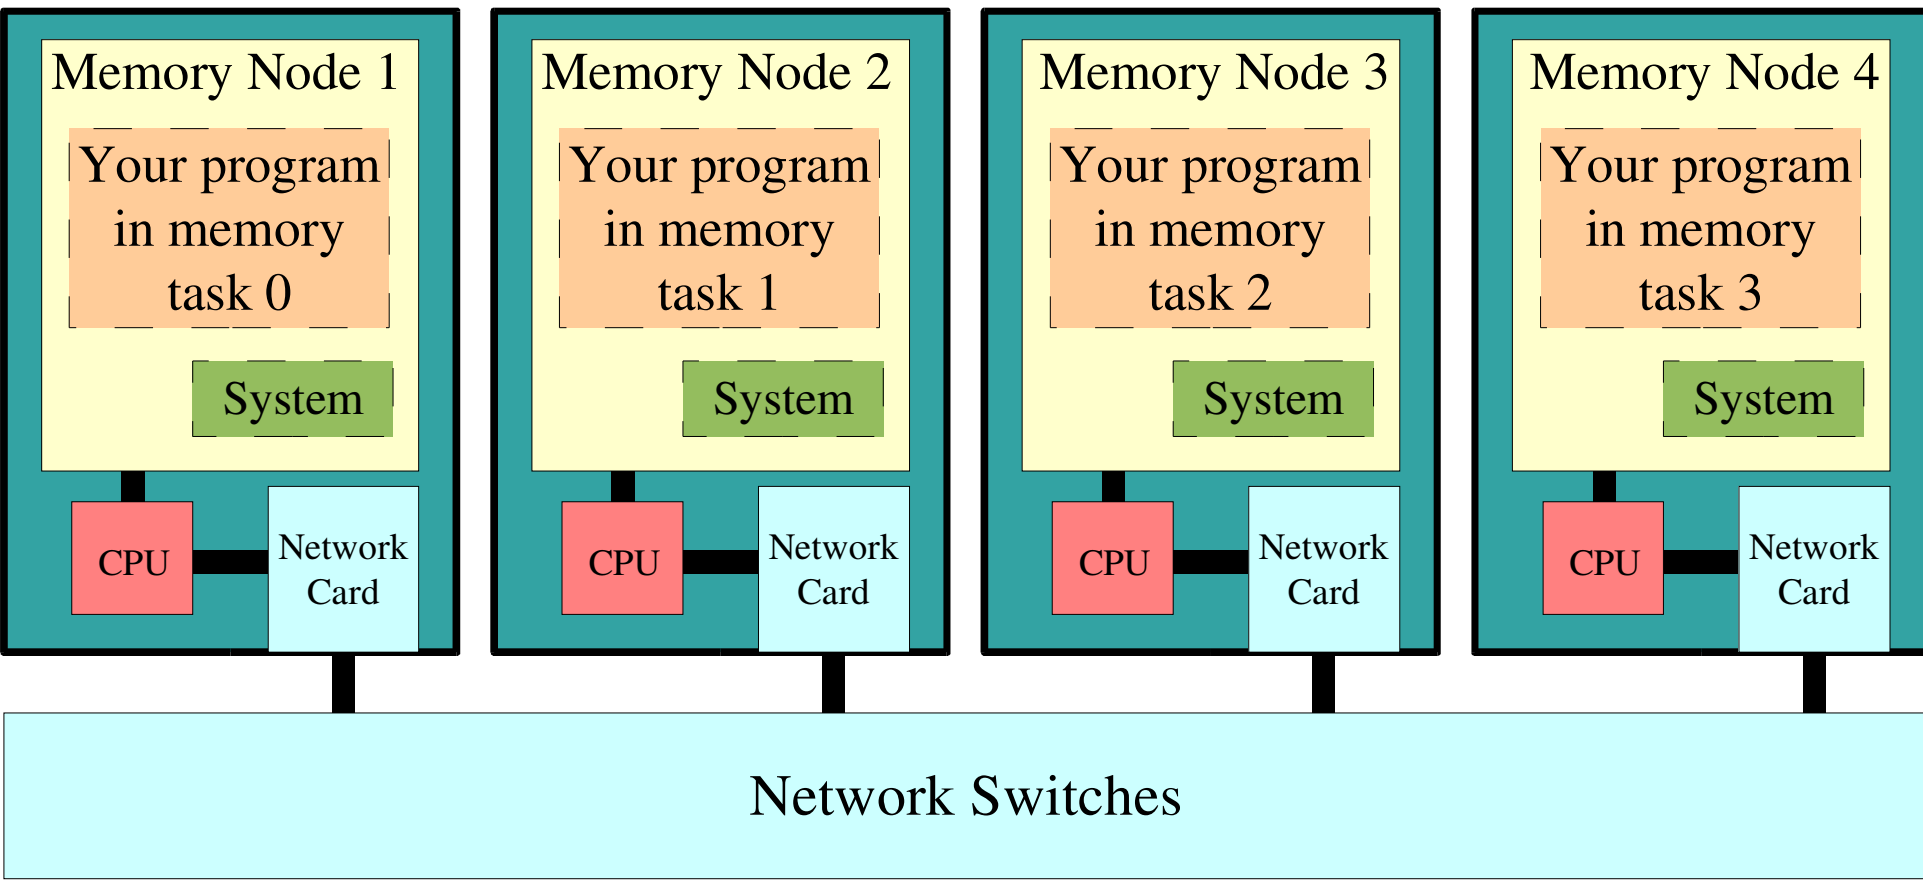 Memory Node 1
Your program
in memory
task 0
System
CPU
Network
Card
Memory Node 2
Your program
in memory
task 1
System
CPU
Network
Card
Memory Node 3
Your program
in memory
task 2
System
CPU
Network
Card
Memory Node 4
Your program
in memory
task 3
System
CPU
Network
Card
Network Switches